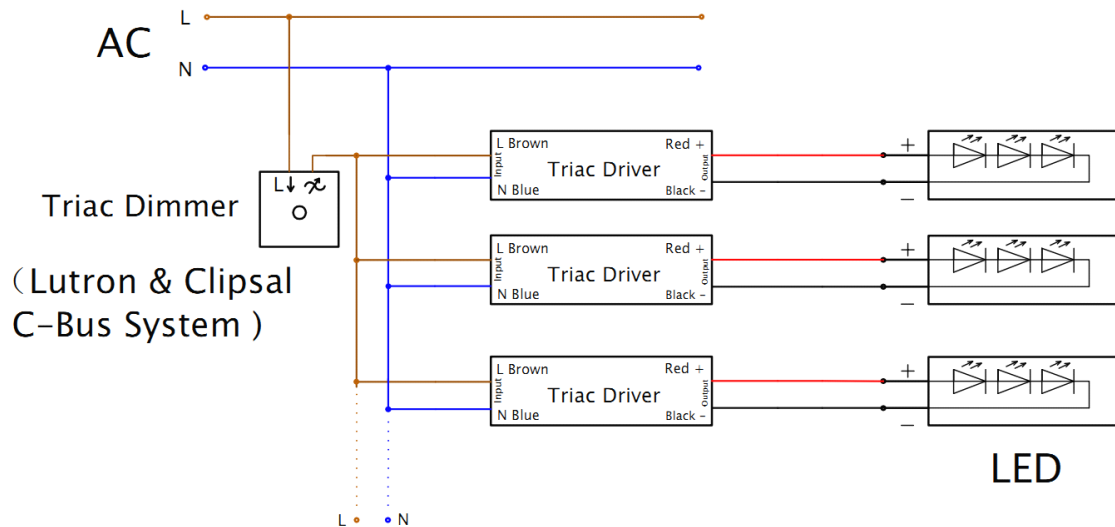 L
AC
N
L Brown
Red +
Input
Triac Driver
Output
N Blue
Black -
+
−
L
Triac Dimmer
（Lutron & Clipsal
C-Bus System )
L Brown
Red +
Input
Triac Driver
Output
N Blue
Black -
+
−
L Brown
Red +
Input
Triac Driver
Output
N Blue
Black -
+
−
LED
L
N